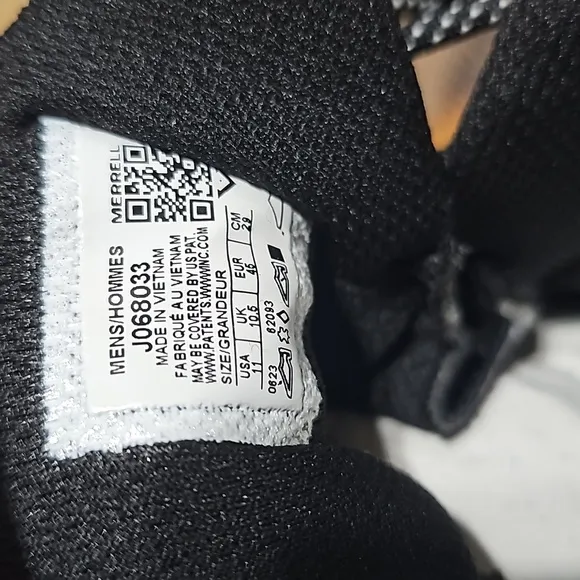 MERRELL
MENS/HOMMES
J068033
MADE IN VIETNAM
FABRIQUÉ AU VIETNAM
MAY BE COVERED BY US PAT.
WWW.PATENTS.WWWINC.COM
SIZE/GRANDEUR
USA UK EUR CM
11 10.5 45 29
0623 62093